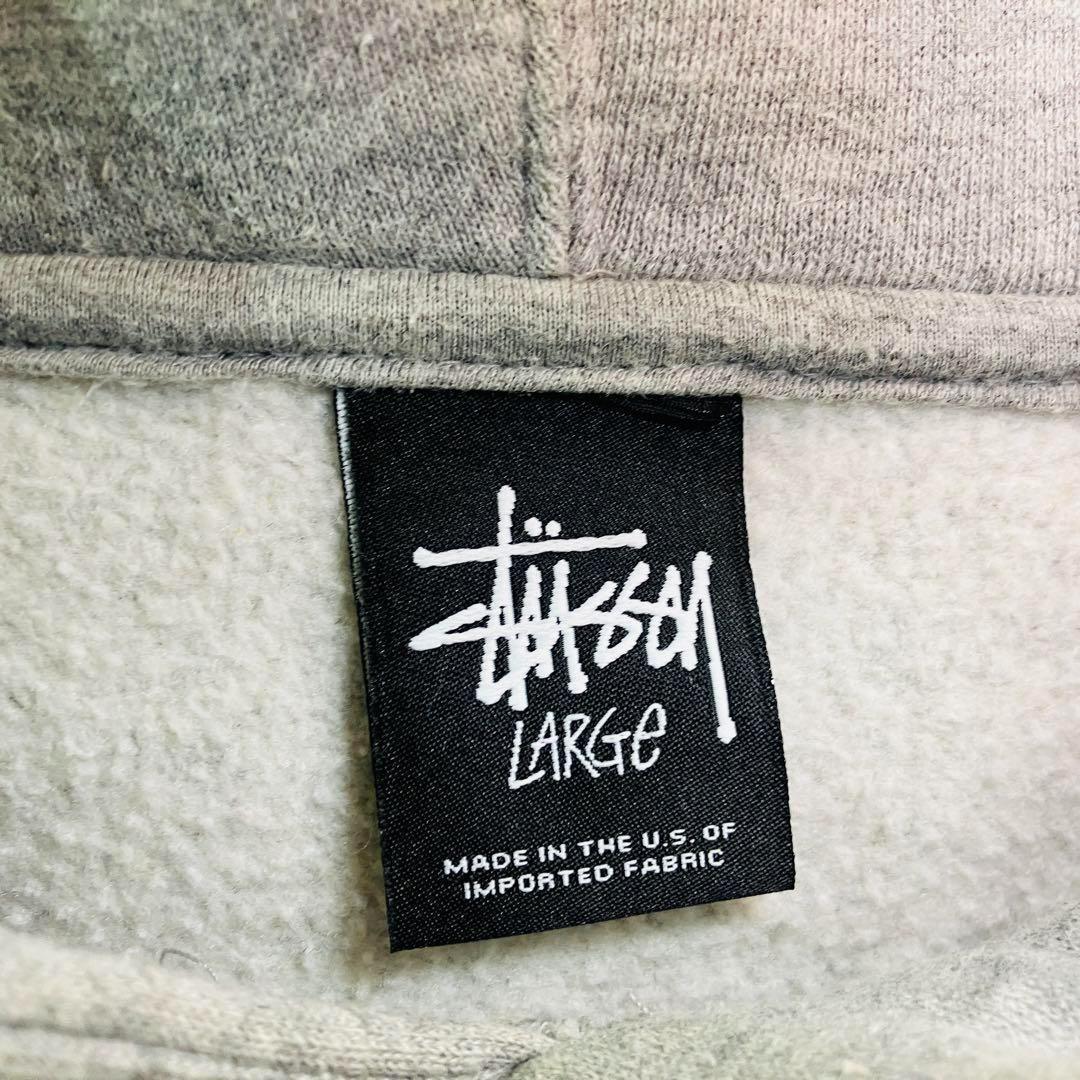 Stüssy
LARGe
MADE IN THE U.S. OF
IMPORTED FABRIC